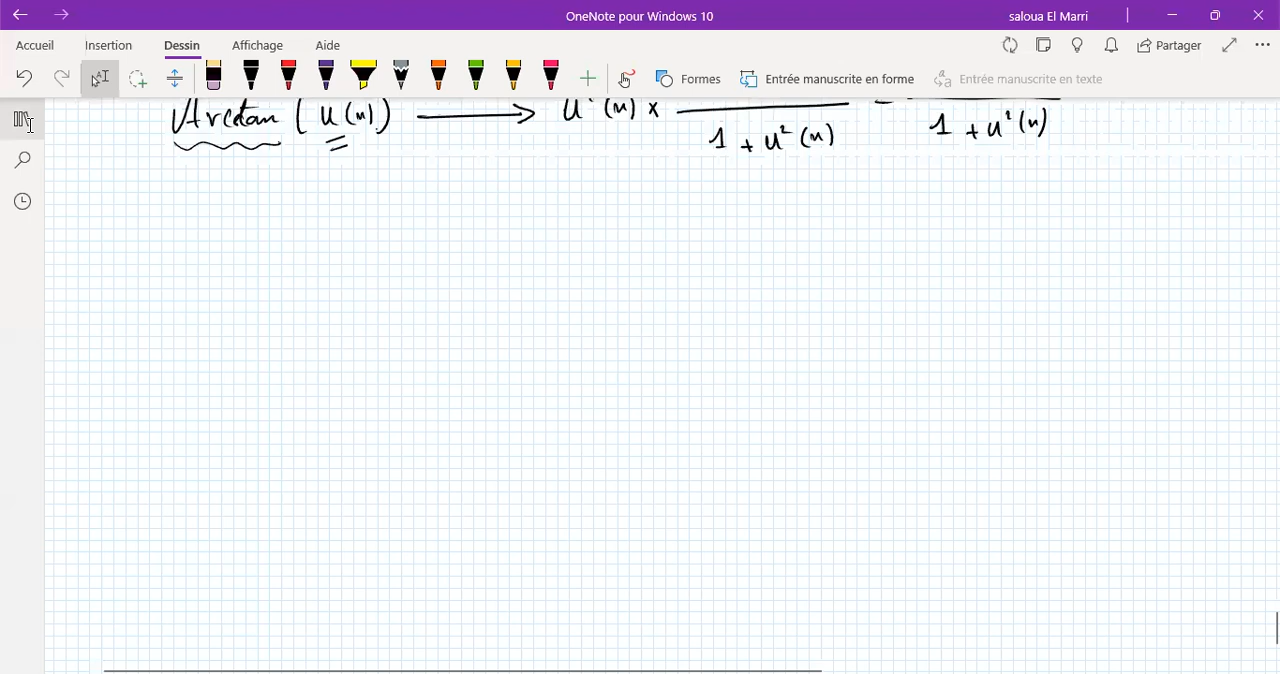 OneNote pour Windows 10
saloua El Marri
Accueil Insertion Dessin Affichage Aide
Partager
Formes Entrée manuscrite en forme Entrée manuscrite en texte
Arctan ( u(x) ) → u'(x) ×
1 + u²(x)
1 + u²(x)